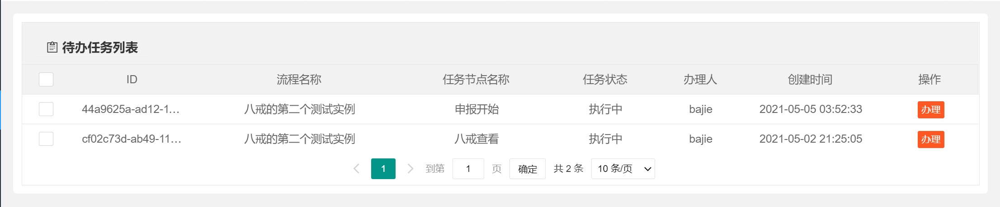 待办任务列表
ID 流程名称 任务节点名称 任务状态 办理人 创建时间 操作
44a9625a-ad12-1... 八戒的第二个测试实例 申报开始 执行中 bajie 2021-05-05 03:52:33 办理
cf02c73d-ab49-11... 八戒的第二个测试实例 八戒查看 执行中 bajie 2021-05-02 21:25:05 办理
1 到第 1 页 确定 共 2 条 10 条/页